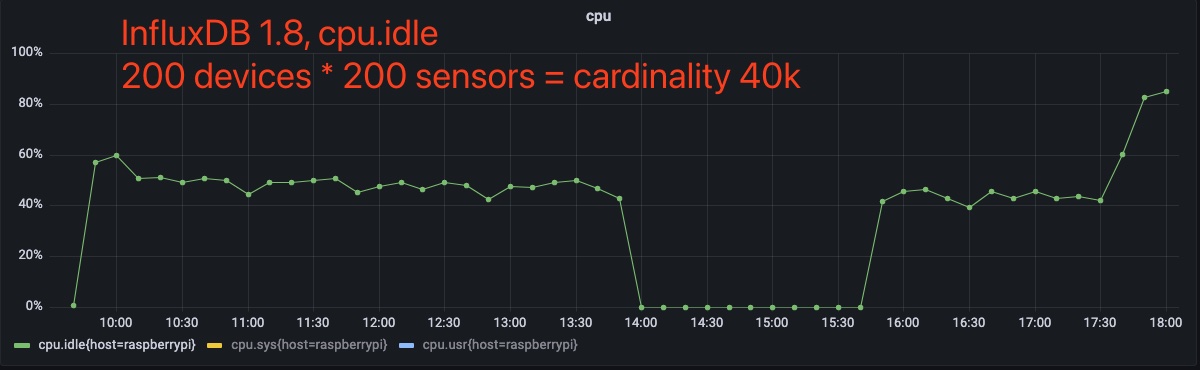 cpu
InfluxDB 1.8, cpu.idle
200 devices * 200 sensors = cardinality 40k
100%
80%
60%
40%
20%
0%
10:00 10:30 11:00 11:30 12:00 12:30 13:00 13:30 14:00 14:30 15:00 15:30 16:00 16:30 17:00 17:30 18:00
cpu.idle{host=raspberrypi} cpu.sys{host=raspberrypi} cpu.usr{host=raspberrypi}